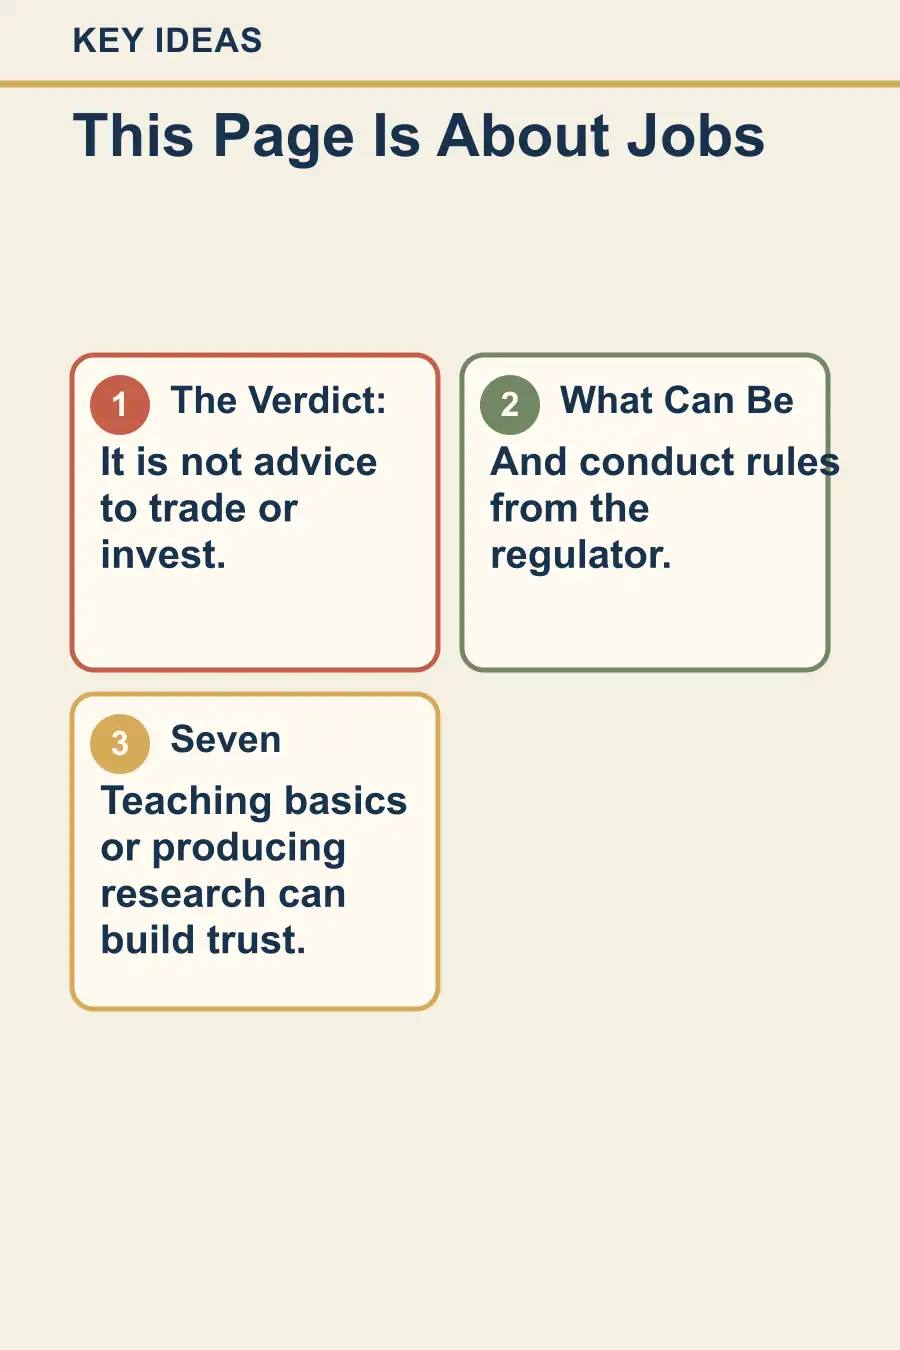 KEY IDEAS
This Page Is About Jobs
1
The Verdict:
It is not advice
to trade or
invest.
2
What Can Be
And conduct rules
from the
regulator.
3
Seven
Teaching basics
or producing
research can
build trust.